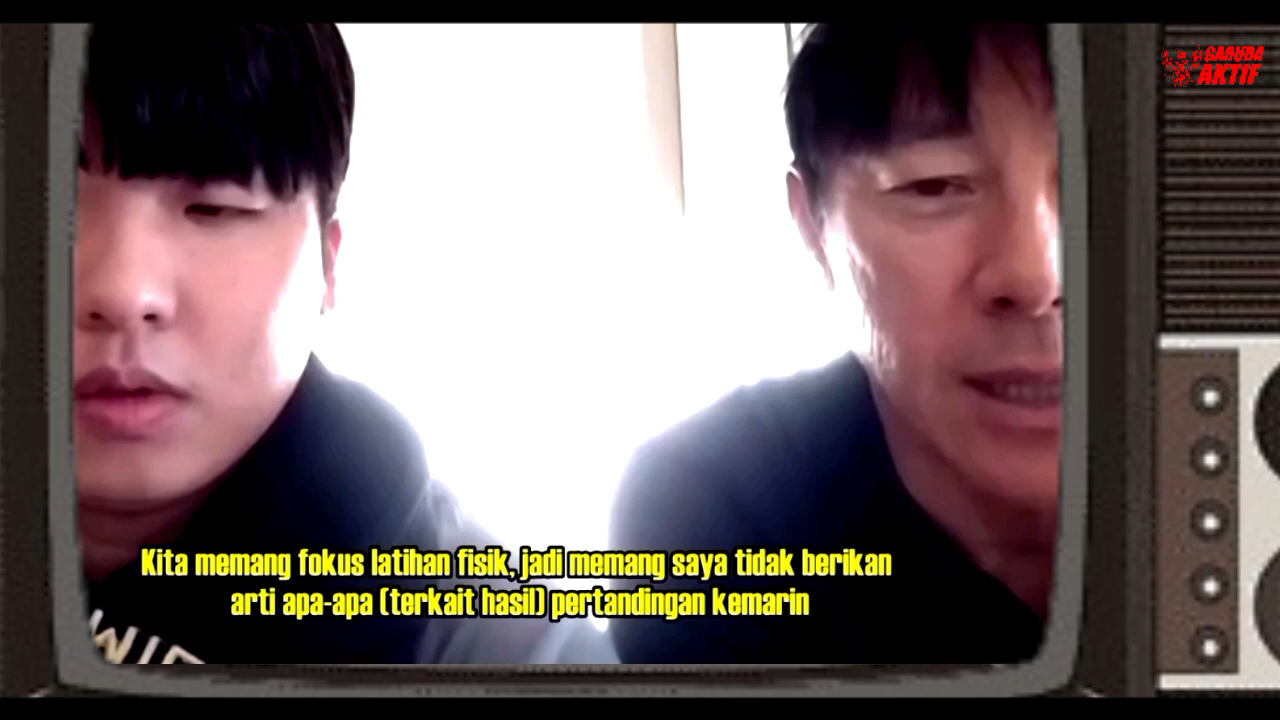 GARUDA
AKTIF
Kita memang fokus latihan fisik, jadi memang saya tidak berikan
arti apa-apa (terkait hasil) pertandingan kemarin